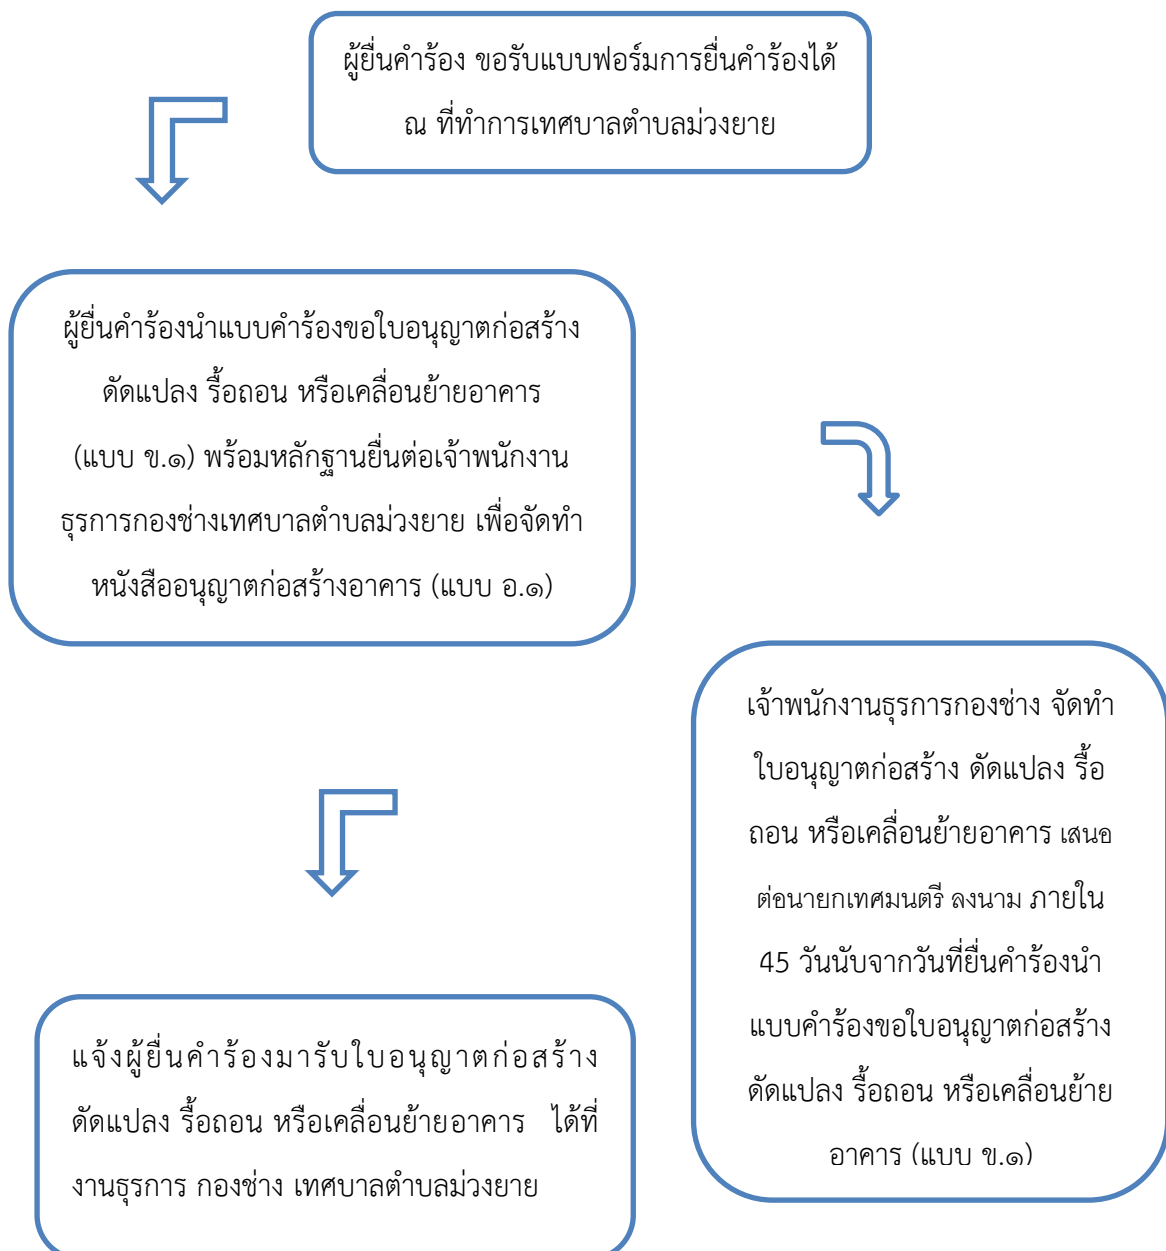 ผู้ยื่นคำร้อง ขอรับแบบฟอร์มการยื่นคำร้องได้
ณ ที่ทำการเทศบาลตำบลม่วงยาย
ผู้ยื่นคำร้องนำแบบคำร้องขอใบอนุญาตก่อสร้าง
ดัดแปลง รื้อถอน หรือเคลื่อนย้ายอาคาร
(แบบ ข.๑) พร้อมหลักฐานยื่นต่อเจ้าพนักงาน
ธุรการกองช่างเทศบาลตำบลม่วงยาย เพื่อจัดทำ
หนังสืออนุญาตก่อสร้างอาคาร (แบบ อ.๑)
เจ้าพนักงานธุรการกองช่าง จัดทำ
ใบอนุญาตก่อสร้าง ดัดแปลง รื้อ
ถอน หรือเคลื่อนย้ายอาคาร เสนอ
ต่อนายกเทศมนตรี ลงนาม ภายใน
45 วันนับจากวันที่ยื่นคำร้องนำ
แบบคำร้องขอใบอนุญาตก่อสร้าง
ดัดแปลง รื้อถอน หรือเคลื่อนย้าย
อาคาร (แบบ ข.๑)
แจ้งผู้ยื่นคำร้องมารับใบอนุญาตก่อสร้าง
ดัดแปลง รื้อถอน หรือเคลื่อนย้ายอาคาร ได้ที่
งานธุรการ กองช่าง เทศบาลตำบลม่วงยาย